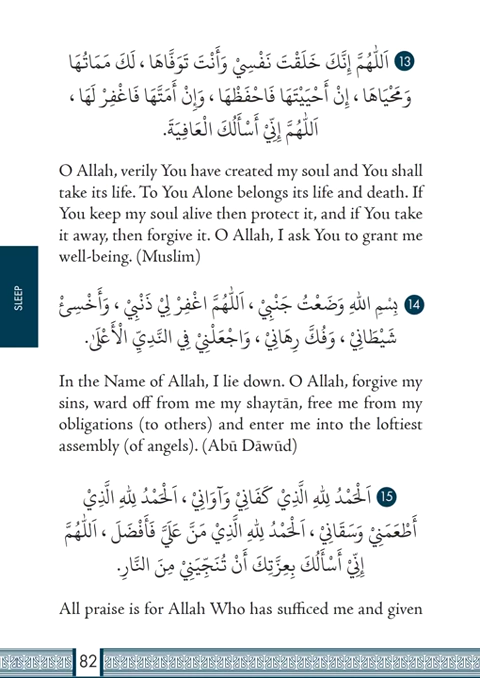 13 اَللّٰهُمَّ إِنَّكَ خَلَقْتَ نَفْسِيْ وَأَنْتَ تَوَفَّاهَا ، لَكَ مَمَاتُهَا
وَمَحْيَاهَا ، إِنْ أَحْيَيْتَهَا فَاحْفَظْهَا ، وَإِنْ أَمَتَّهَا فَاغْفِرْ لَهَا ،
اَللّٰهُمَّ إِنِّيْ أَسْأَلُكَ الْعَافِيَةَ.
O Allah, verily You have created my soul and You shall
take its life. To You Alone belongs its life and death. If
You keep my soul alive then protect it, and if You take
it away, then forgive it. O Allah, I ask You to grant me
well-being. (Muslim)
SLEEP
14 بِسْمِ اللهِ وَضَعْتُ جَنْبِيْ ، اَللّٰهُمَّ اغْفِرْ لِيْ ذَنْبِيْ ، وَأَخْسِئْ
شَيْطَانِيْ ، وَفُكَّ رِهَانِيْ ، وَاجْعَلْنِيْ فِي النَّدِيِّ الْأَعْلَىٰ.
In the Name of Allah, I lie down. O Allah, forgive my
sins, ward off from me my shaytān, free me from my
obligations (to others) and enter me into the loftiest
assembly (of angels). (Abū Dāwūd)
15 اَلْحَمْدُ لِلهِ الَّذِيْ كَفَانِيْ وَآوَانِيْ ، اَلْحَمْدُ لِلهِ الَّذِيْ
أَطْعَمَنِيْ وَسَقَانِيْ ، اَلْحَمْدُ لِلهِ الَّذِيْ مَنَّ عَلَيَّ فَأَفْضَلَ ، اَللّٰهُمَّ
إِنِّيْ أَسْأَلُكَ بِعِزَّتِكَ أَنْ تُنَجِّيَنِيْ مِنَ النَّارِ.
All praise is for Allah Who has sufficed me and given
82